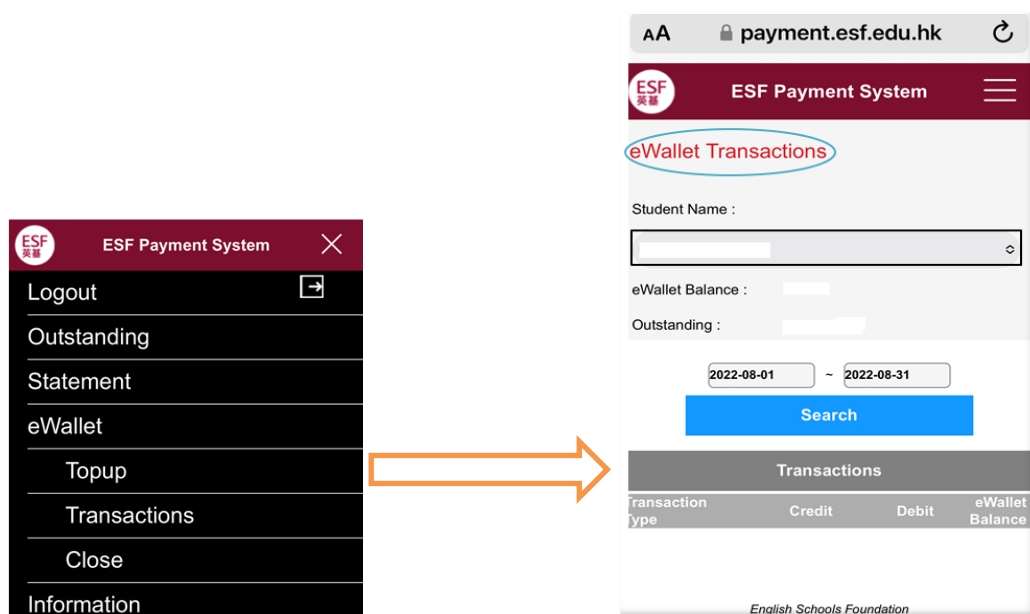 ESF
英基
ESF Payment System
Logout
Outstanding
Statement
eWallet
Topup
Transactions
Close
Information
AA payment.esf.edu.hk
ESF
英基
ESF Payment System
eWallet Transactions
Student Name :
eWallet Balance :
Outstanding :
2022-08-01 ~ 2022-08-31
Search
Transactions
Transaction Type Credit Debit eWallet Balance
English Schools Foundation